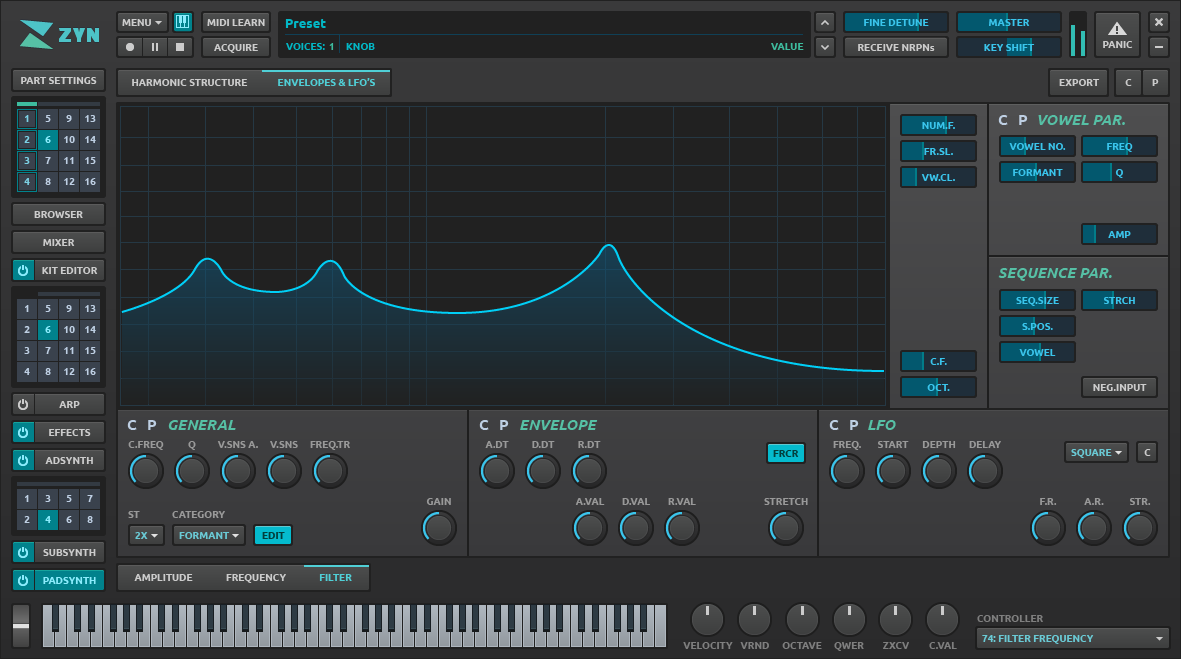 ZYN
MENU
MIDI LEARN
ACQUIRE
Preset
VOICES: 1 KNOB VALUE
FINE DETUNE
MASTER
RECEIVE NRPNs
KEY SHIFT
PANIC
PART SETTINGS
HARMONIC STRUCTURE
ENVELOPES & LFO'S
EXPORT
C
P
1 5 9 13
2 6 10 14
3 7 11 15
4 8 12 16
BROWSER
MIXER
KIT EDITOR
1 5 9 13
2 6 10 14
3 7 11 15
4 8 12 16
ARP
EFFECTS
ADSYNTH
1 3 5 7
2 4 6 8
SUBSYNTH
PADSYNTH
NUM.F.
FR.SL.
VW.CL.
C.F.
OCT.
C P VOWEL PAR.
VOWEL NO. FREQ
FORMANT Q
AMP
SEQUENCE PAR.
SEQ.SIZE STRCH
S.POS.
VOWEL
NEG.INPUT
C P GENERAL
C.FREQ Q V.SNS A. V.SNS FREQ.TR
GAIN
ST CATEGORY
2X FORMANT EDIT
C P ENVELOPE
A.DT D.DT R.DT
FRCR
A.VAL D.VAL R.VAL STRETCH
C P LFO
FREQ. START DEPTH DELAY
SQUARE C
F.R. A.R. STR.
AMPLITUDE FREQUENCY FILTER
VELOCITY VRND OCTAVE QWER ZXCV C.VAL
CONTROLLER
74: FILTER FREQUENCY